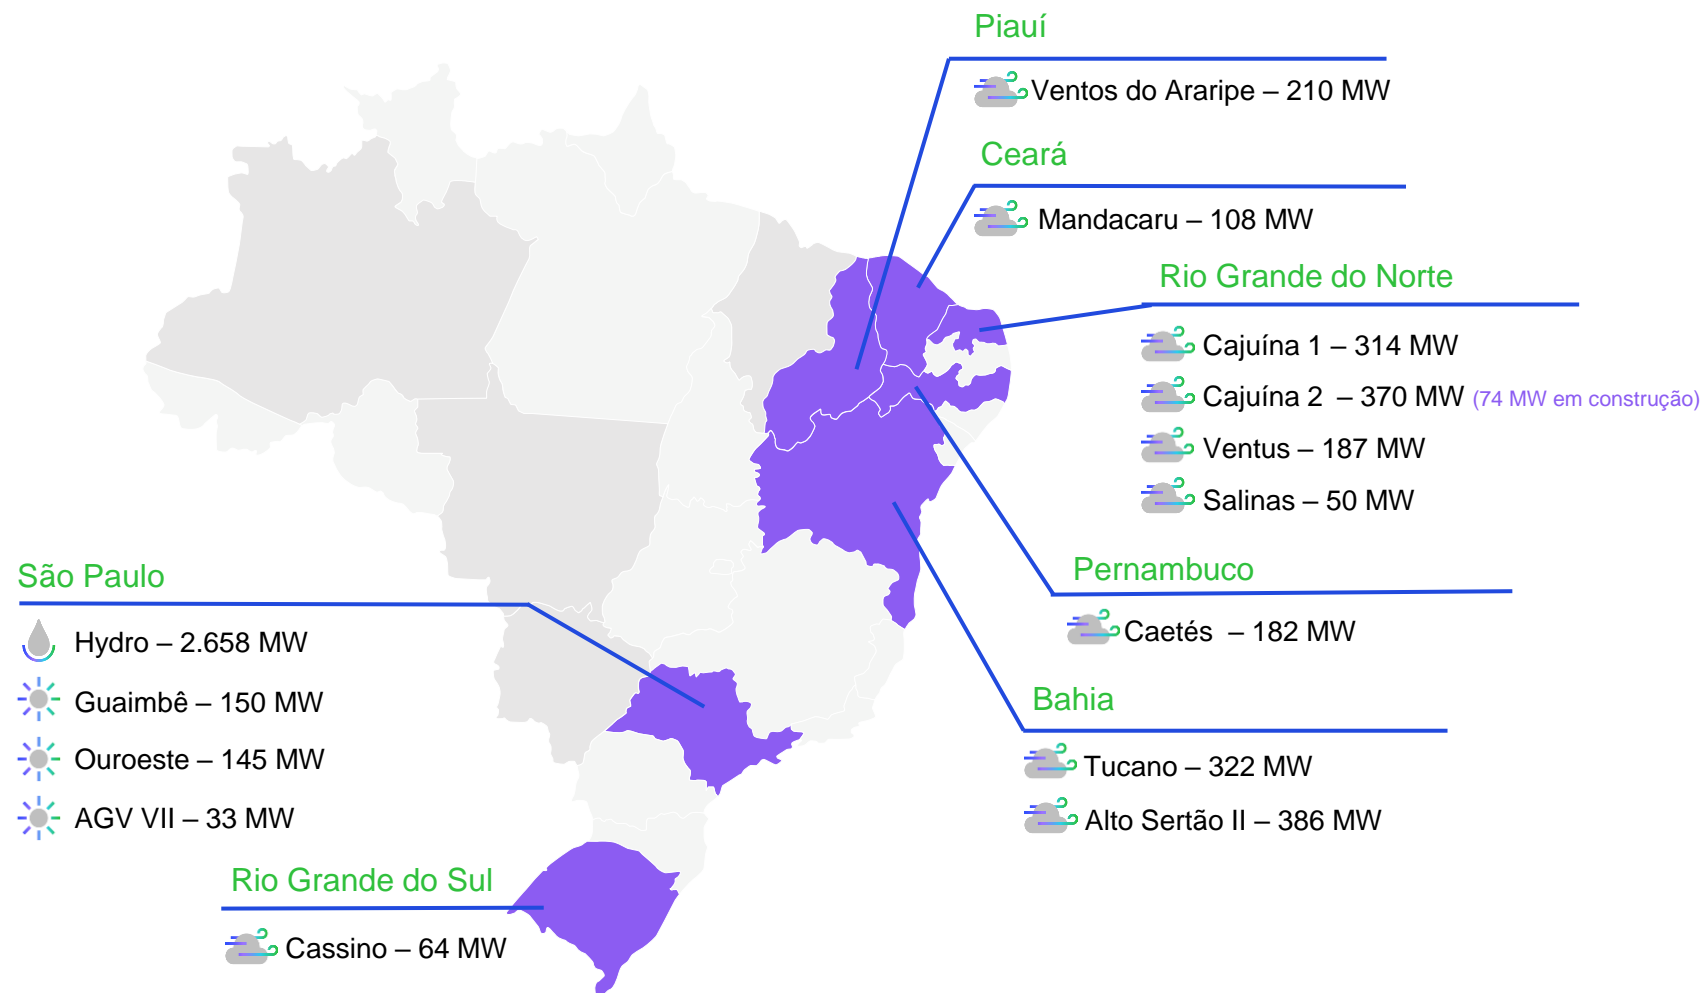 Piauí
Ventos do Araripe – 210 MW
Ceará
Mandacaru – 108 MW
Rio Grande do Norte
Cajuína 1 – 314 MW
Cajuína 2 – 370 MW (74 MW em construção)
Ventus – 187 MW
Salinas – 50 MW
Pernambuco
Caetés – 182 MW
Bahia
Tucano – 322 MW
Alto Sertão II – 386 MW
São Paulo
Hydro – 2.658 MW
Guaimbê – 150 MW
Ouroeste – 145 MW
AGV VII – 33 MW
Rio Grande do Sul
Cassino – 64 MW